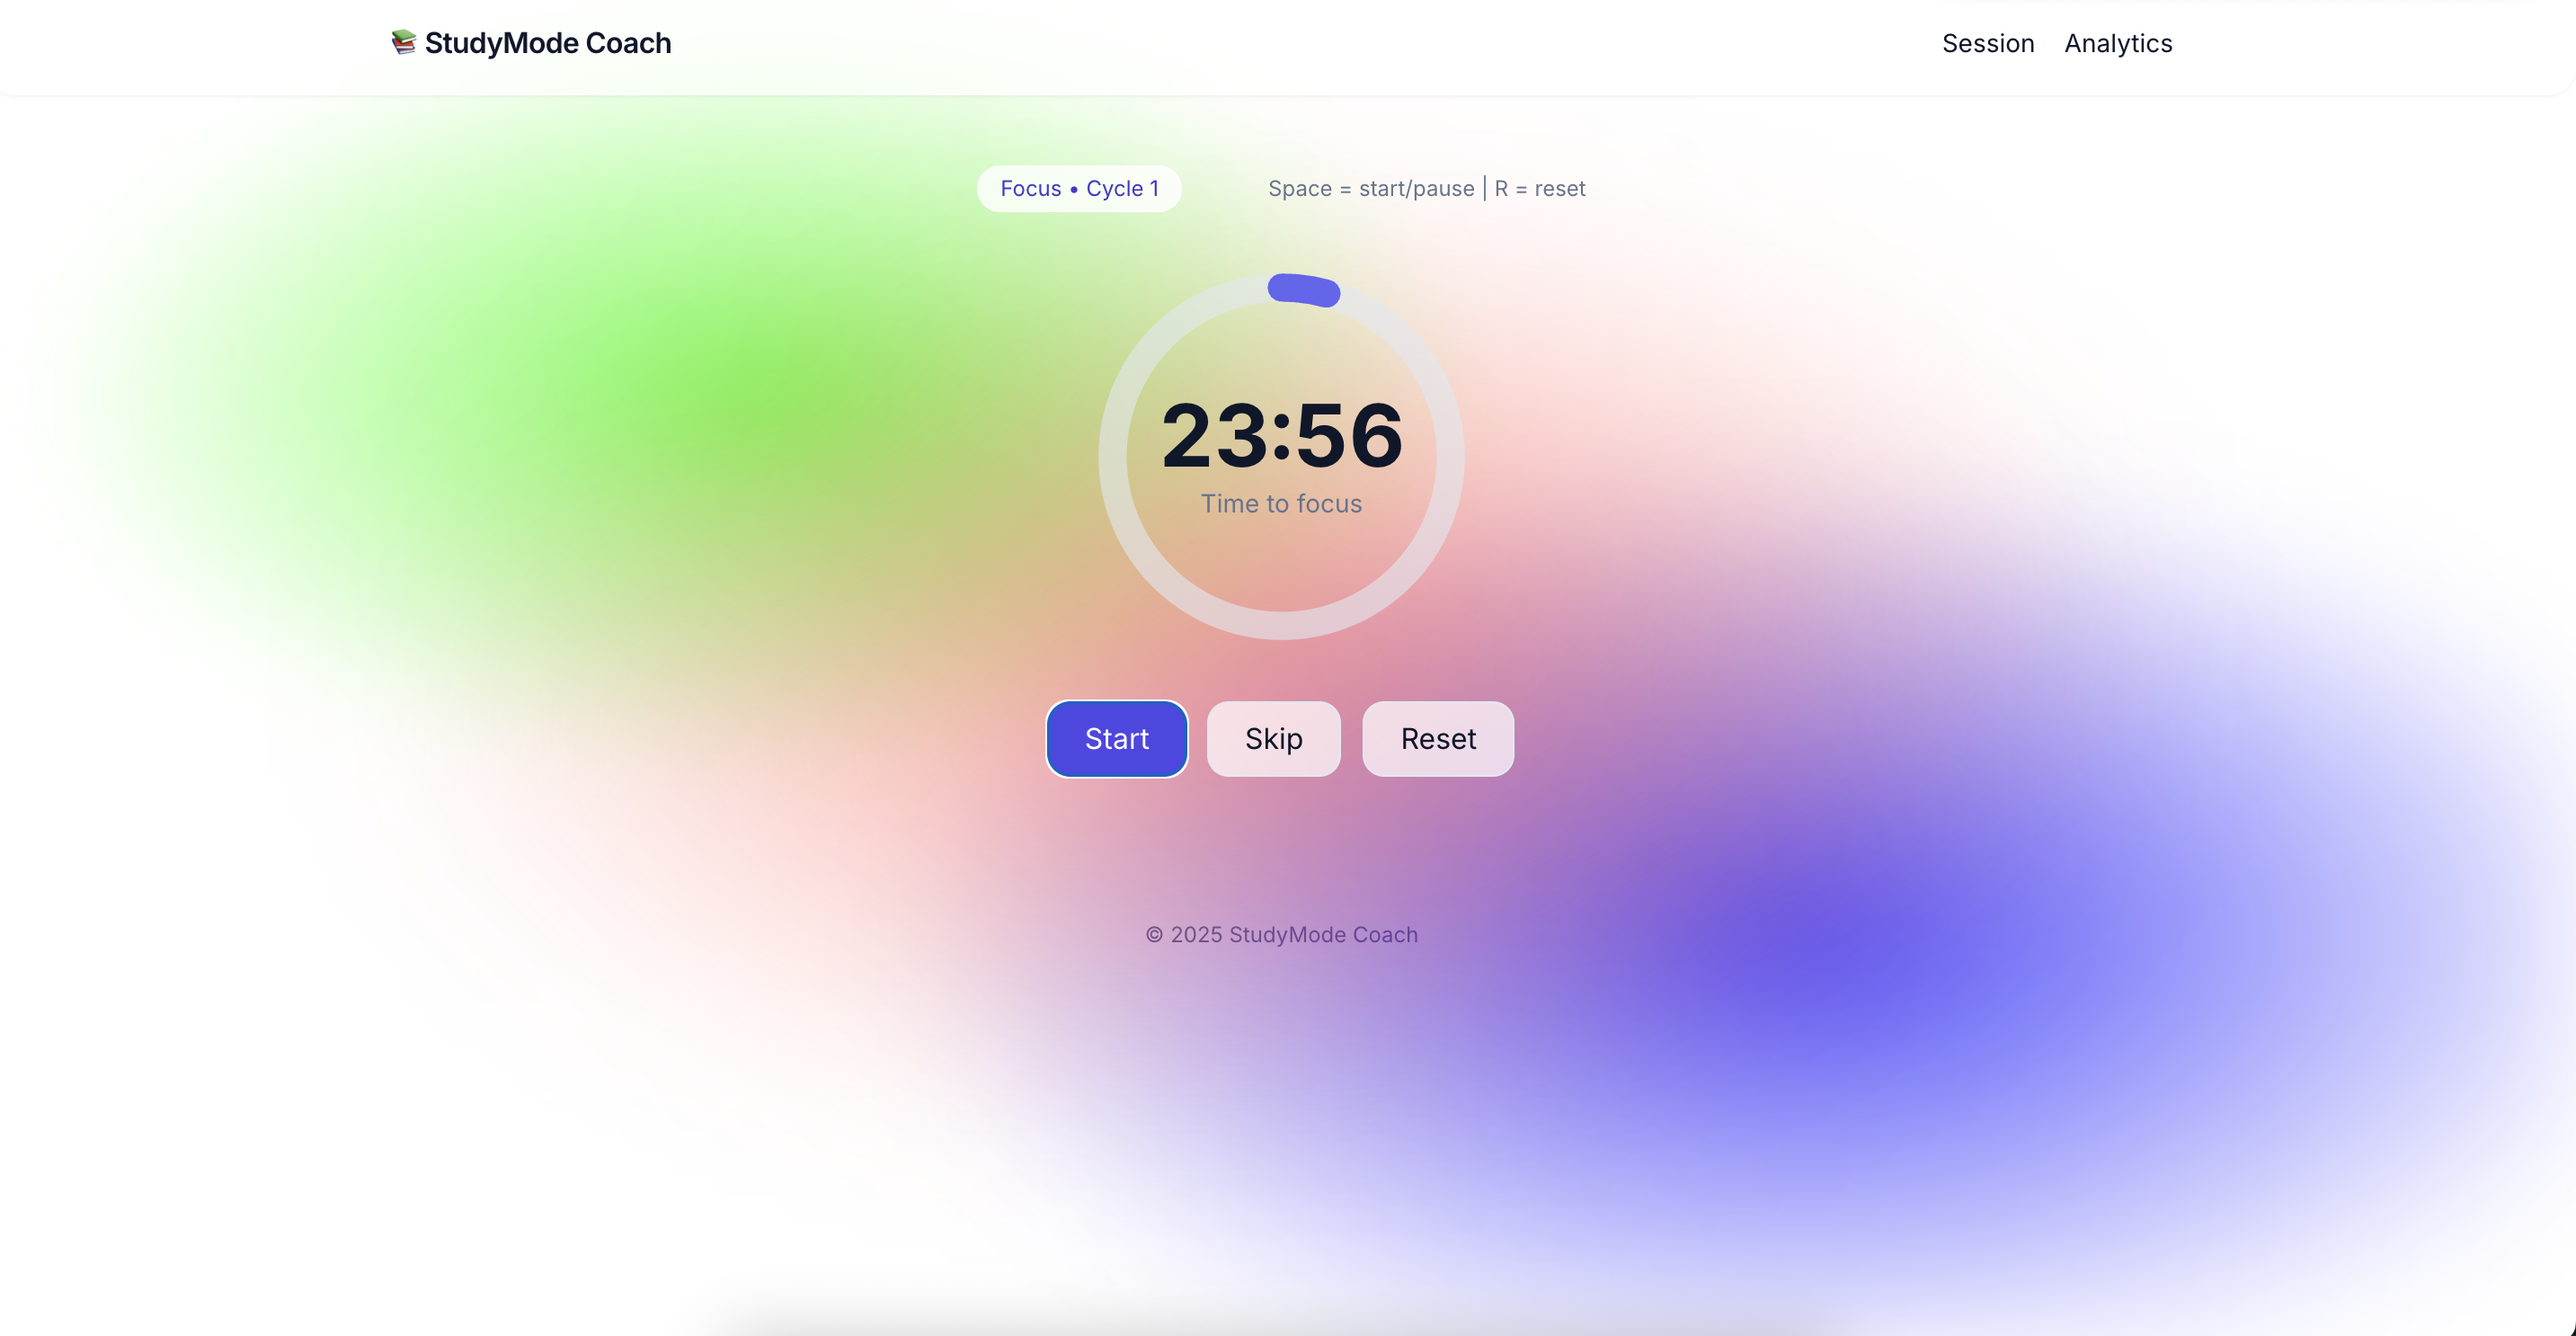 StudyMode Coach
Session Analytics
Focus • Cycle 1
Space = start/pause | R = reset
23:56
Time to focus
Start Skip Reset
© 2025 StudyMode Coach